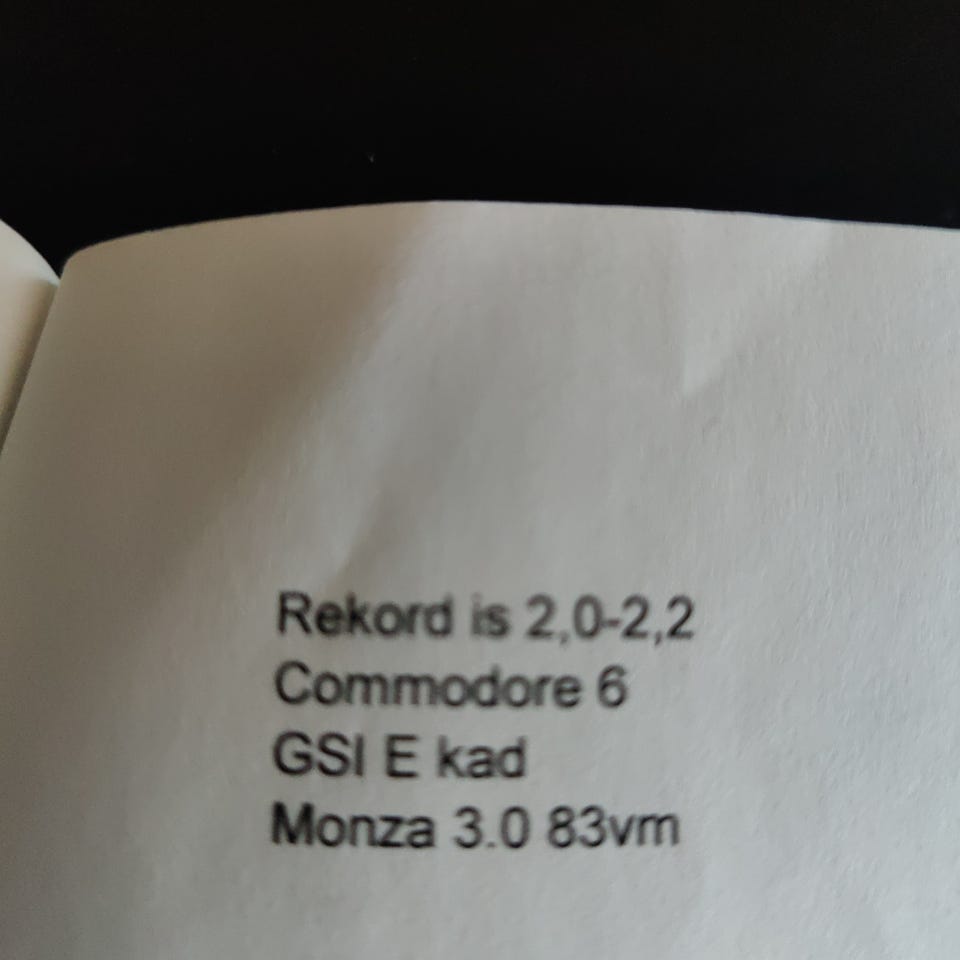 Rekord is 2,0-2,2
Commodore 6
GSI E kad
Monza 3.0 83vm